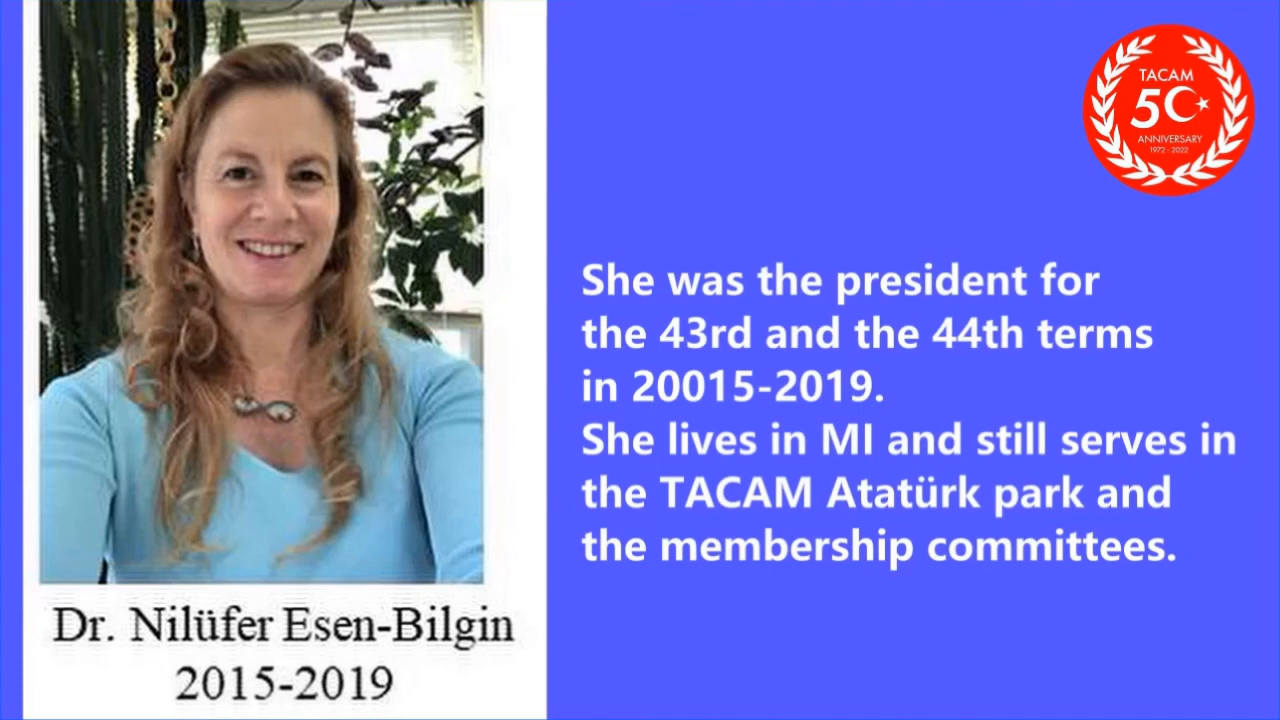 TACAM
50
ANNIVERSARY
1972 - 2022
She was the president for
the 43rd and the 44th terms
in 20015-2019.
She lives in MI and still serves in
the TACAM Atatürk park and
the membership committees.
Dr. Nilüfer Esen-Bilgin
2015-2019